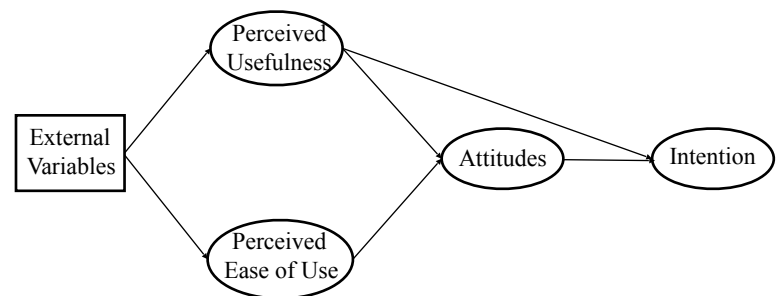 Perceived
Usefulness
External
Variables
Attitudes
Intention
Perceived
Ease of Use